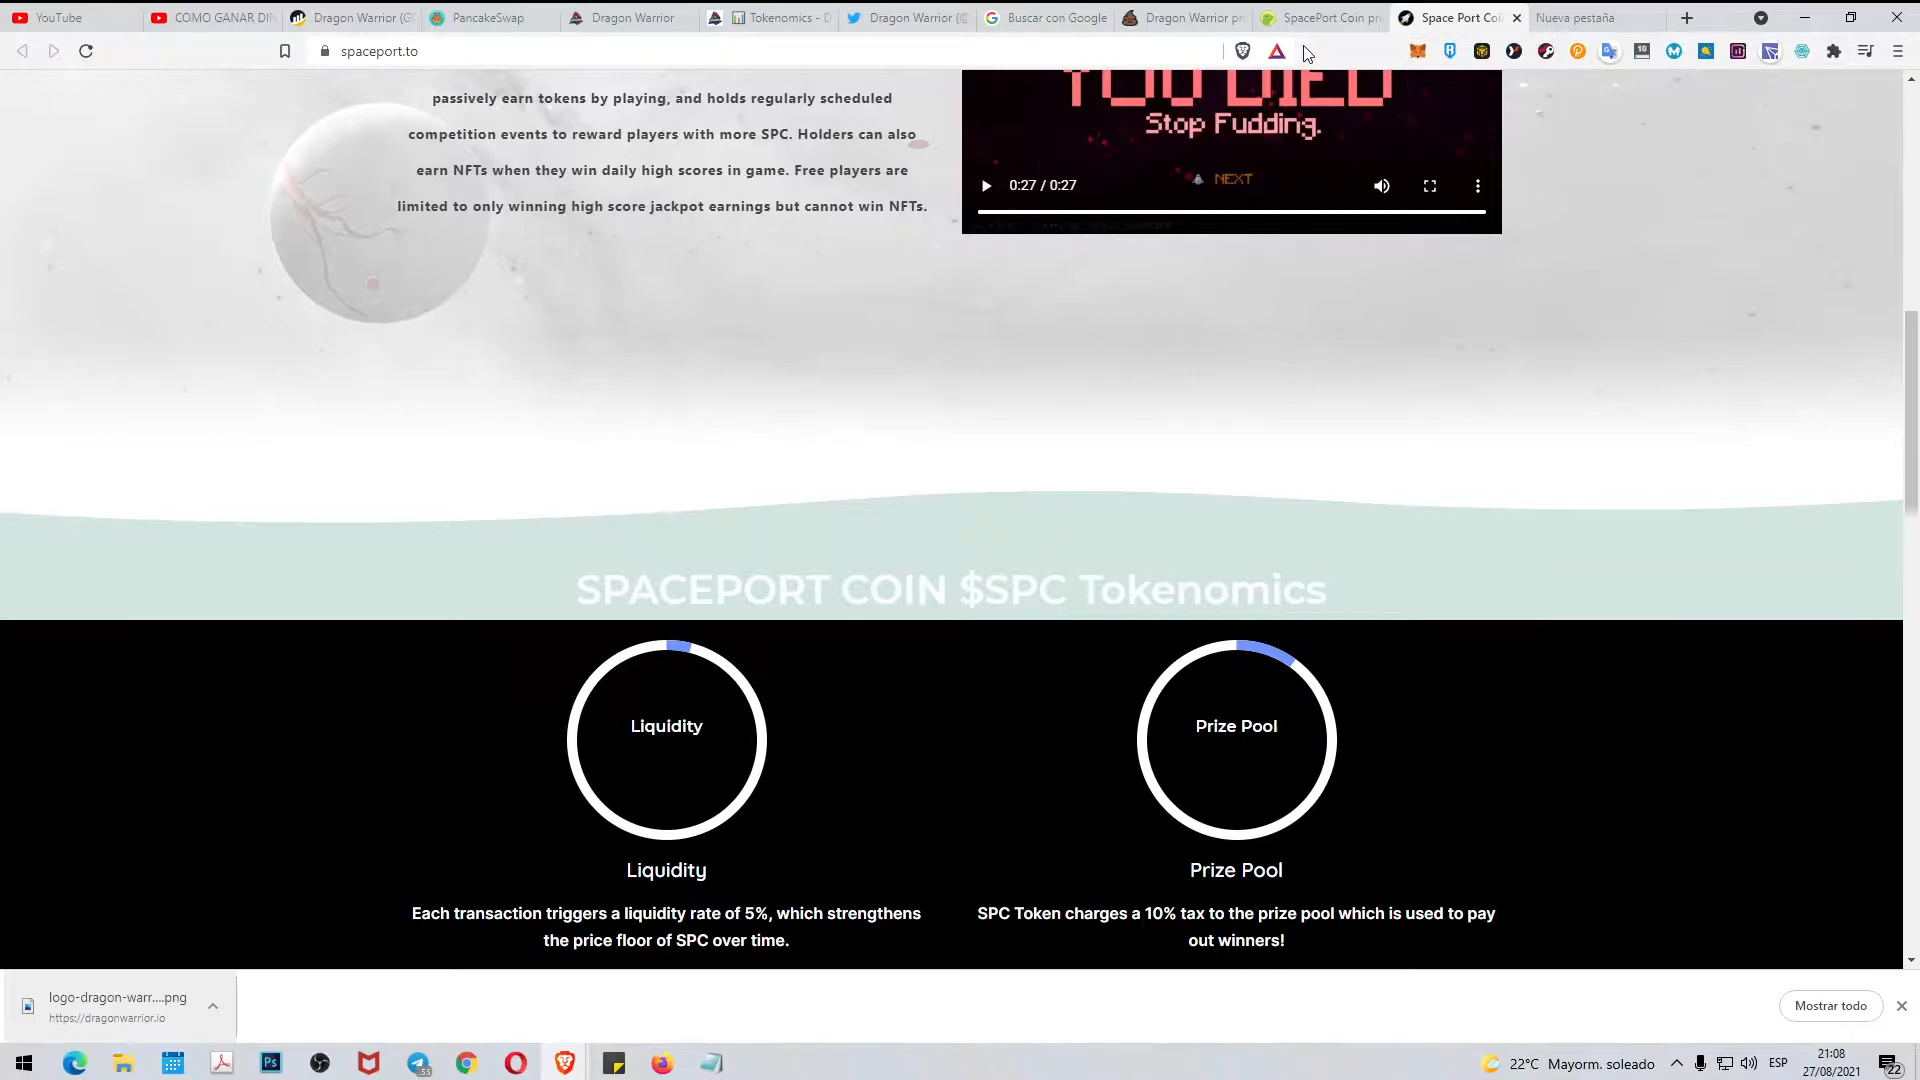 YouTube
COMO GANAR DIN
Dragon Warrior (G
PancakeSwap
Dragon Warrior
Tokenomics - D
Dragon Warrior (@
Buscar con Google
Dragon Warrior pr
SpacePort Coin pri
Space Port Coi
Nueva pestaña
spaceport.to
passively earn tokens by playing, and holds regularly scheduled
competition events to reward players with more SPC. Holders can also
earn NFTs when they win daily high scores in game. Free players are
limited to only winning high score jackpot earnings but cannot win NFTs.
YOU DIED
Stop Fudding.
NEXT
0:27 / 0:27
SPACEPORT COIN $SPC Tokenomics
Liquidity
Prize Pool
Liquidity
Prize Pool
Each transaction triggers a liquidity rate of 5%, which strengthens
the price floor of SPC over time.
SPC Token charges a 10% tax to the prize pool which is used to pay
out winners!
logo-dragon-warr....png
https://dragonwarrior.io
Mostrar todo
22°C Mayorm. soleado
ESP
21:08
27/08/2021
22